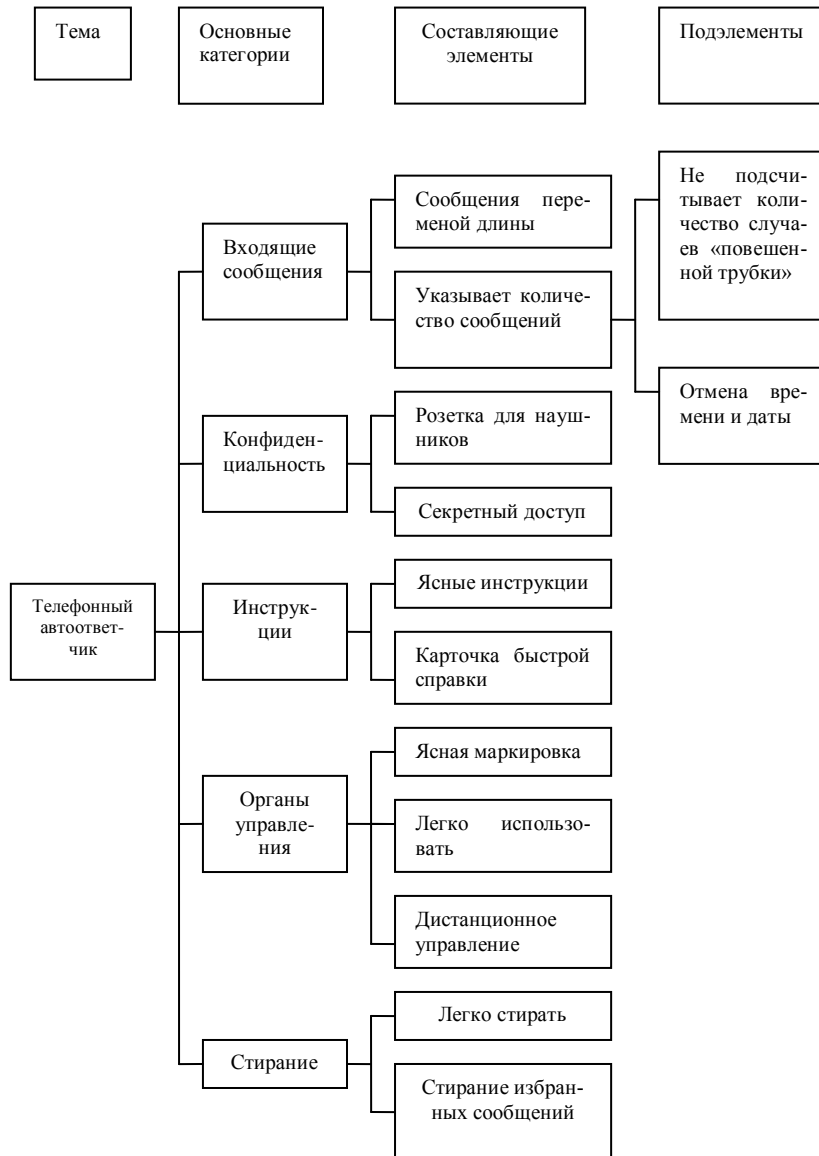 Тема
Основные
категории
Составляющие
элементы
Подэлементы
Не подсчи-
тывает коли-
чество случа-
ев «повешен-
ной трубки»
Сообщения пере-
меной длины
Входящие
сообщения
Указывает количе-
ство сообщений
Отмена вре-
мени и даты
Розетка для науш-
ников
Конфиден-
циальность
Секретный доступ
Ясные инструкции
Телефонный
автоответ-
чик
Инструк-
ции
Карточка быстрой
справки
Ясная маркировка
Органы
управле-
ния
Легко использо-
вать
Дистанционное
управление
Легко стирать
Стирание
Стирание избран-
ных сообщений